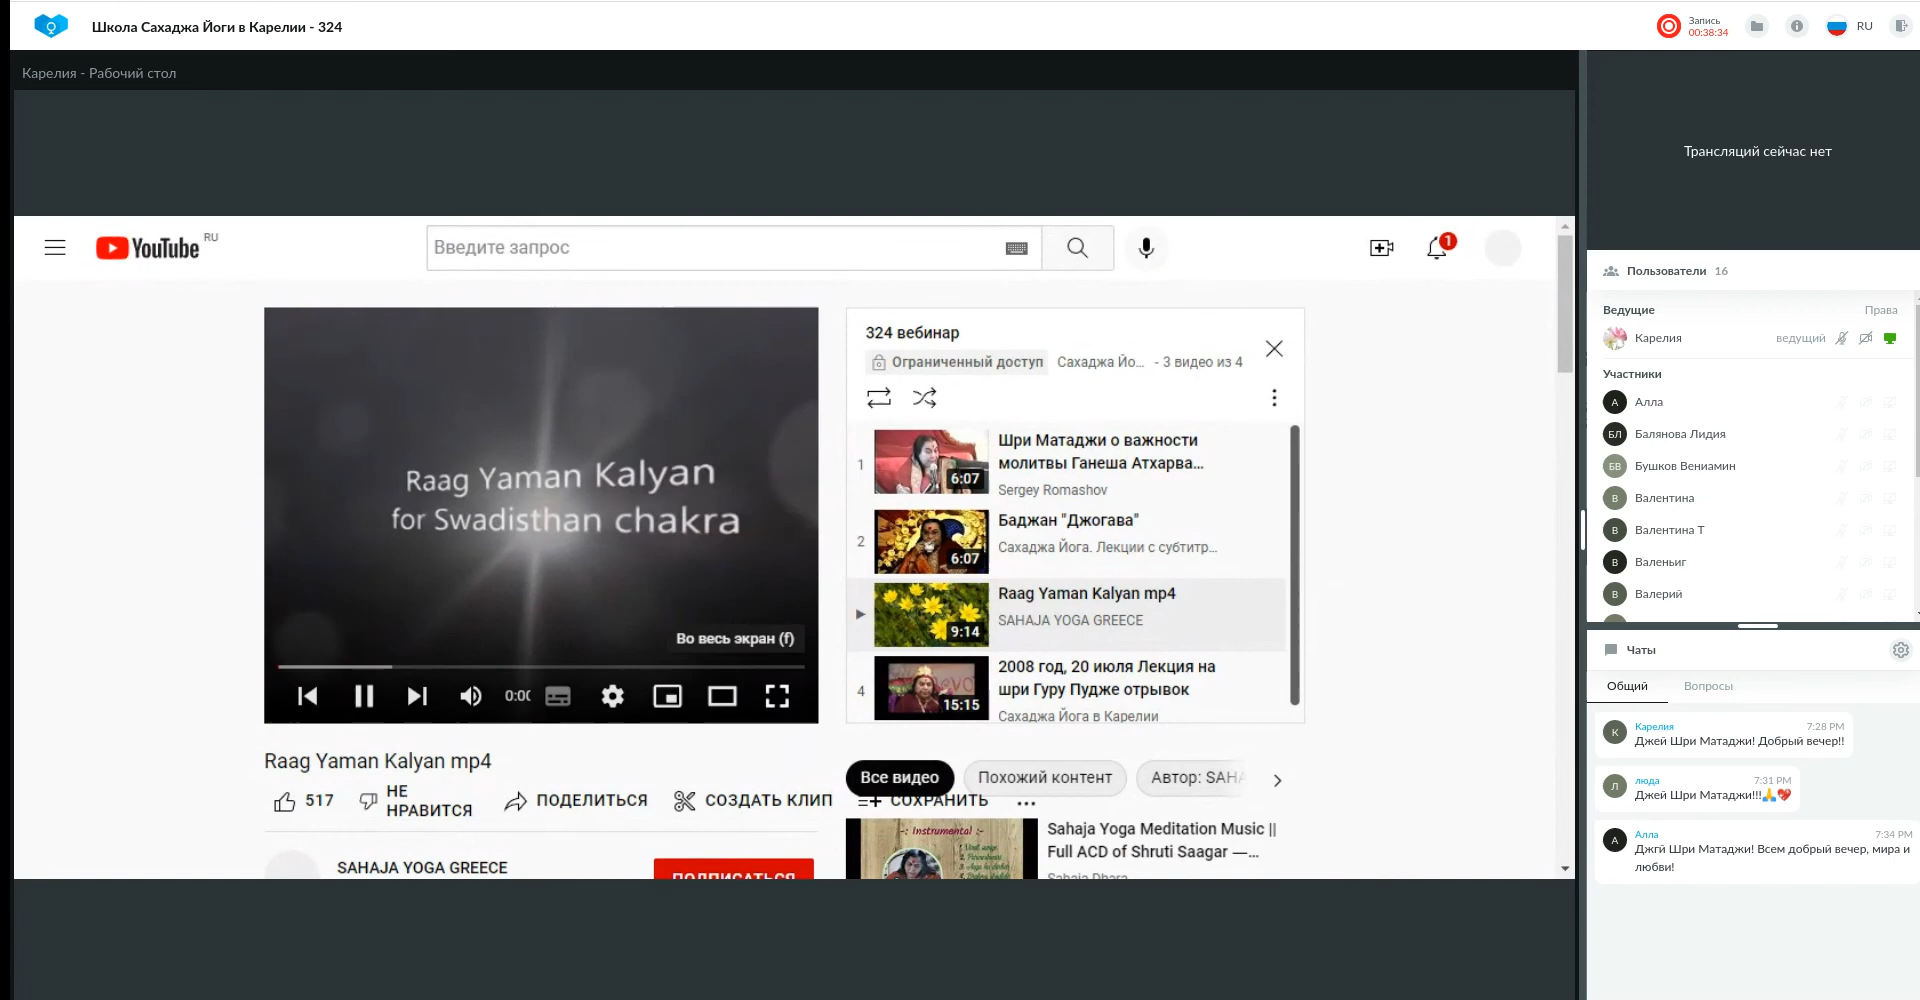 Школа Сахаджа Йоги в Карелии - 324
Запись
00:38:34
RU
Карелия - Рабочий стол
Трансляций сейчас нет
YouTube RU
Введите запрос
1
Raag Yaman Kalyan
for Swadisthan chakra
Во весь экран (f)
0:00
324 вебинар
Ограниченный доступ Сахаджа Йо... - 3 видео из 4
1
6:07
Шри Матаджи о важности
молитвы Ганеша Атхарва...
Sergey Romashov
2
6:07
Баджан "Джогава"
Сахаджа Йога. Лекции с субтитр...
9:14
Raag Yaman Kalyan mp4
SAHAJA YOGA GREECE
4
15:15
2008 год, 20 июля Лекция на
шри Гуру Пудже отрывок
Сахаджа Йога в Карелии
Raag Yaman Kalyan mp4
517 НЕ НРАВИТСЯ ПОДЕЛИТЬСЯ СОЗДАТЬ КЛИП СОХРАНИТЬ ...
SAHAJA YOGA GREECE
ПОДПИСАТЬСЯ
Все видео Похожий контент Автор: SAHA
-: Instrumental :-
Sahaja Yoga Meditation Music ||
Full ACD of Shruti Saagar —...
Sahaja Dhara
Пользователи 16
Ведущие Права
Карелия ведущий
Участники
А Алла
БЛ Балянова Лидия
БВ Бушков Вениамин
В Валентина
В Валентина Т
В Валеньиг
В Валерий
Чаты
Общий Вопросы
К
Карелия 7:28 PM
Джей Шри Матаджи! Добрый вечер!!
Л
люда 7:31 PM
Джей Шри Матаджи!!!🙏💖
А
Алла 7:34 PM
Джгй Шри Матаджи! Всем добрый вечер, мира и
любви!